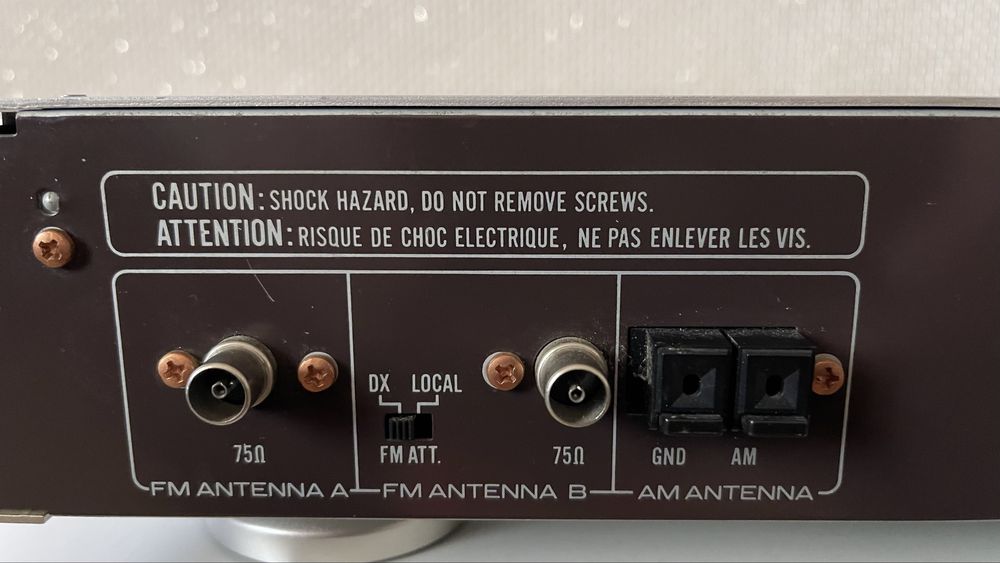 CAUTION: SHOCK HAZARD, DO NOT REMOVE SCREWS.
ATTENTION: RISQUE DE CHOC ELECTRIQUE, NE PAS ENLEVER LES VIS.
DX LOCAL
75Ω FM ATT. 75Ω GND AM
FM ANTENNA A FM ANTENNA B AM ANTENNA